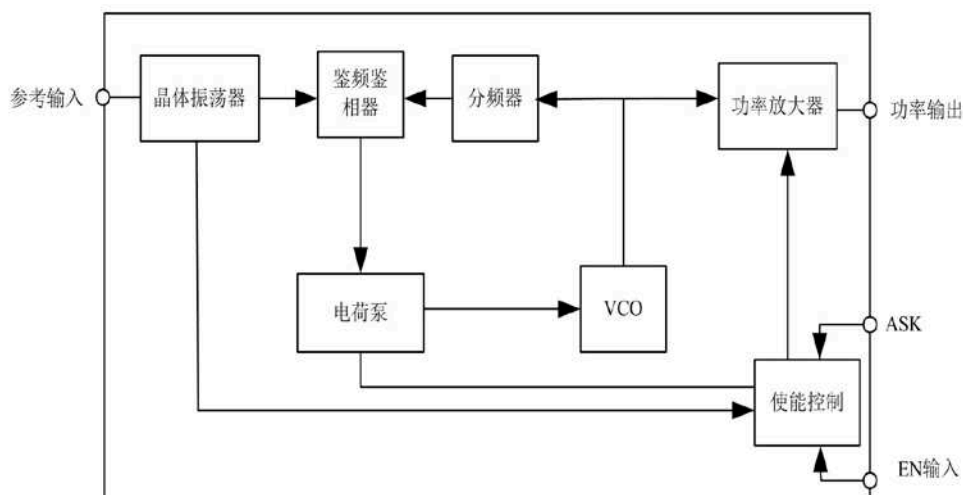 参考输入
晶体振荡器
鉴频鉴
相器
分频器
功率放大器
功率输出
电荷泵
VCO
ASK
使能控制
EN输入